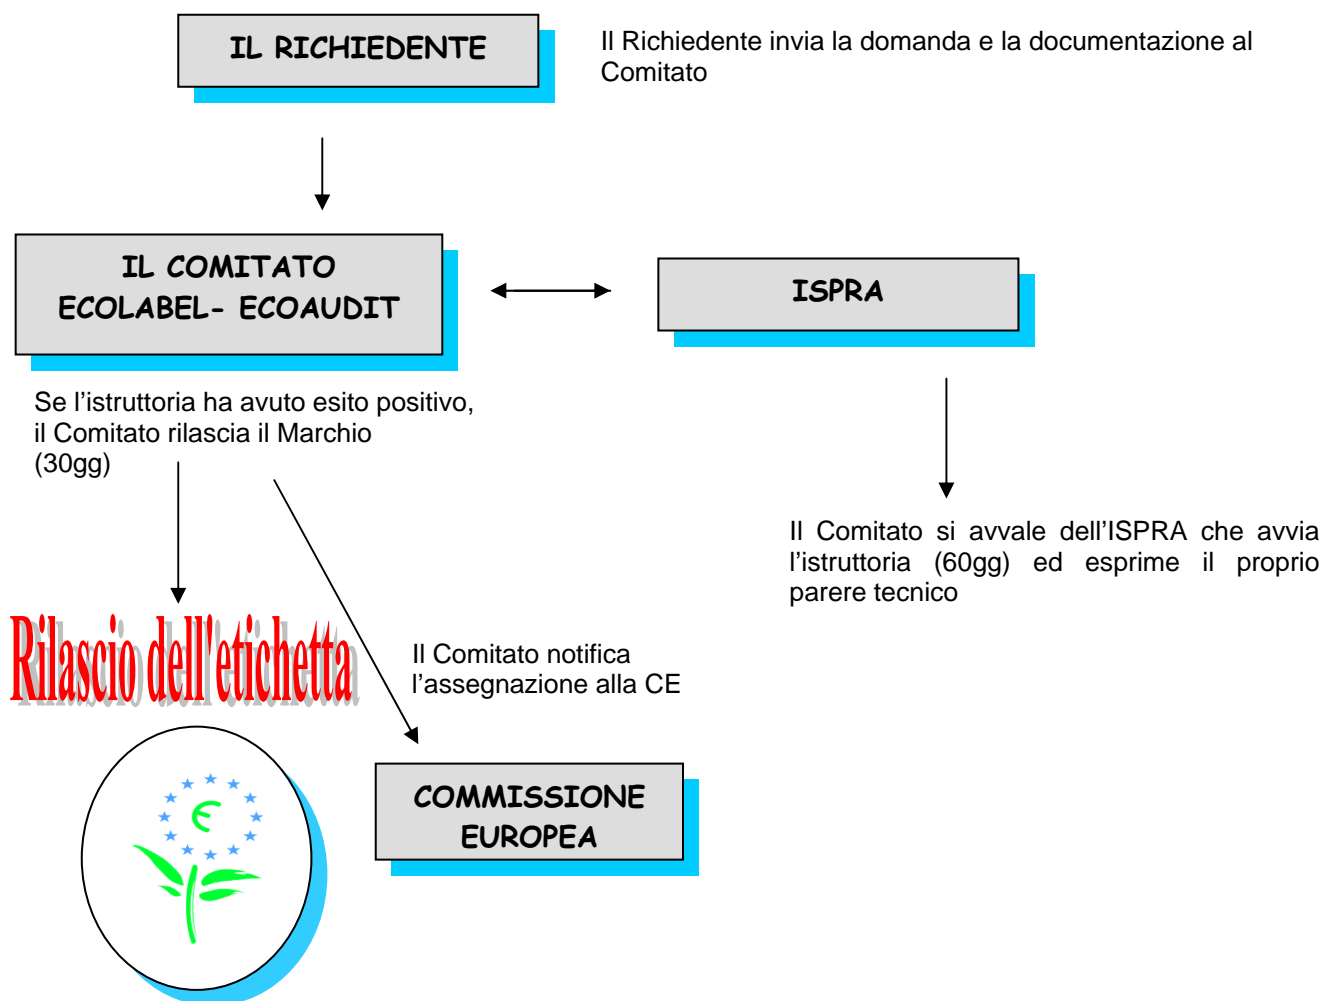 IL RICHIEDENTE
Il Richiedente invia la domanda e la documentazione al
Comitato
IL COMITATO
ECOLABEL- ECOAUDIT
ISPRA
Se l’istruttoria ha avuto esito positivo,
il Comitato rilascia il Marchio
(30gg)
Il Comitato si avvale dell’ISPRA che avvia
l’istruttoria (60gg) ed esprime il proprio
parere tecnico
Rilascio dell'etichetta
Il Comitato notifica
l’assegnazione alla CE
COMMISSIONE
EUROPEA